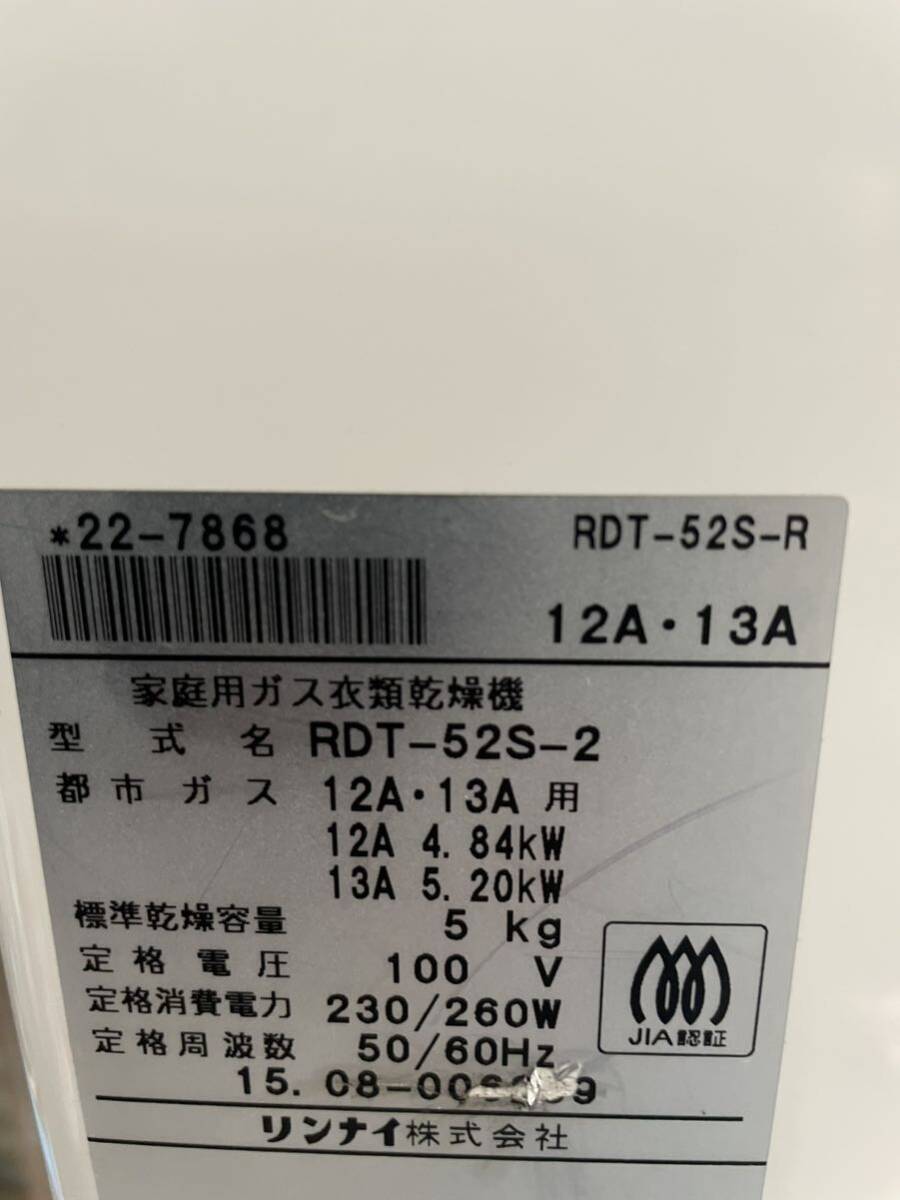 *22-7868
RDT-52S-R
12A・13A
家庭用ガス衣類乾燥機
型式名 RDT-52S-2
都市ガス 12A・13A 用
12A 4.84kW
13A 5.20kW
標準乾燥容量 5 kg
定格電圧 100 V
定格消費電力 230/260W
定格周波数 50/60Hz
JIA認証
15.08-00
リンナイ株式会社